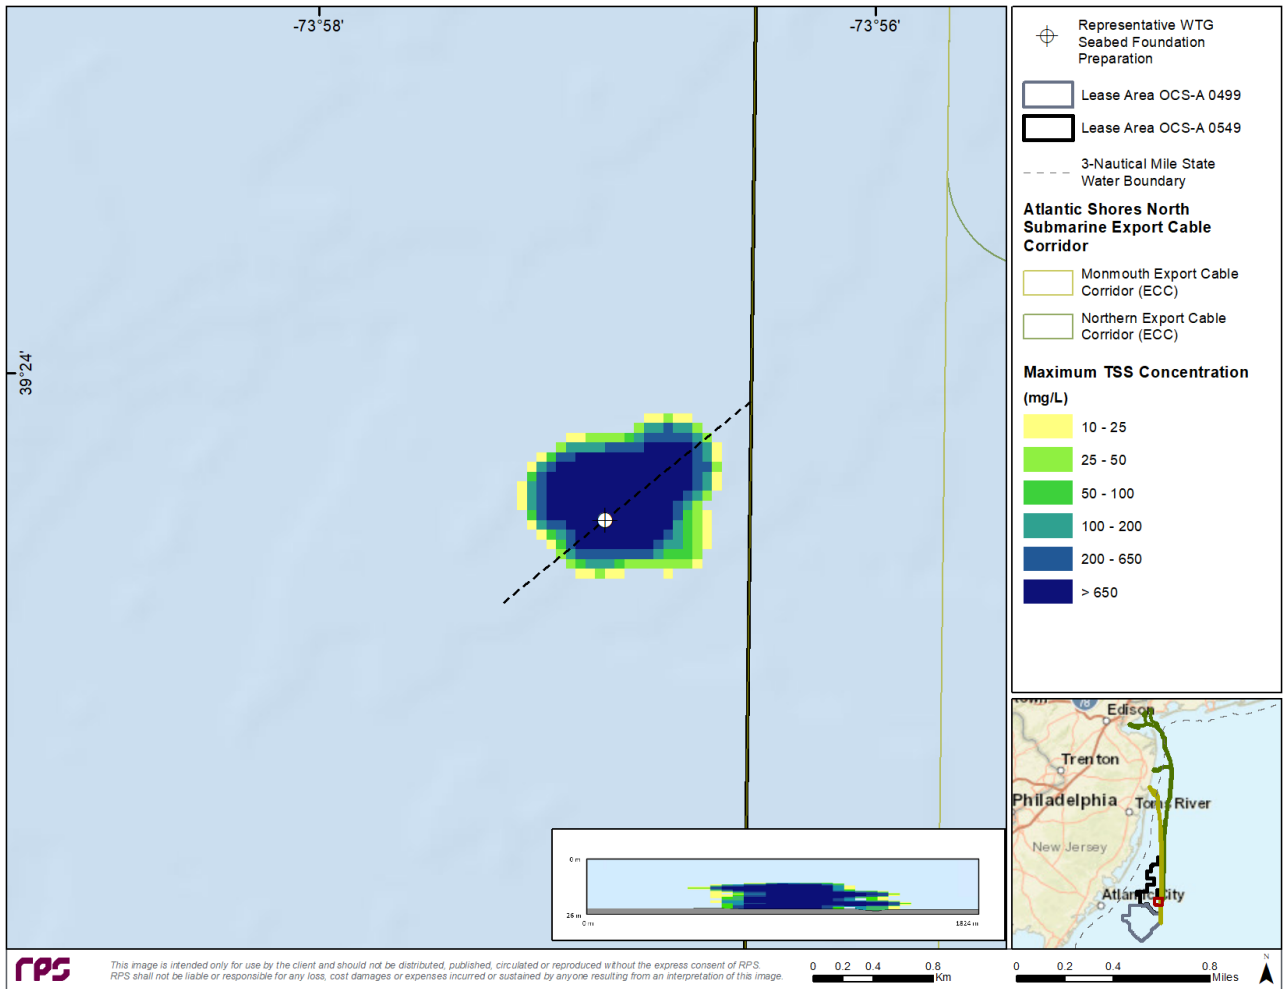 -73°58'
-73°56'
39°24'
Representative WTG
Seabed Foundation
Preparation
Lease Area OCS-A 0499
Lease Area OCS-A 0549
3-Nautical Mile State
Water Boundary
Atlantic Shores North
Submarine Export Cable
Corridor
Monmouth Export Cable
Corridor (ECC)
Northern Export Cable
Corridor (ECC)
Maximum TSS Concentration
(mg/L)
10 - 25
25 - 50
50 - 100
100 - 200
200 - 650
> 650
0 m
26 m
0 m
1824 m
78
Edison
Trenton
Philadelphia
Toms River
New Jersey
Atlantic City
rps
This image is intended only for use by the client and should not be distributed, published, circulated or reproduced without the express consent of RPS.
RPS shall not be liable or responsible for any loss, cost damages or expenses incurred or sustained by anyone resulting from an interpretation of this image.
0 0.2 0.4 0.8
Km
0 0.2 0.4 0.8
Miles
N